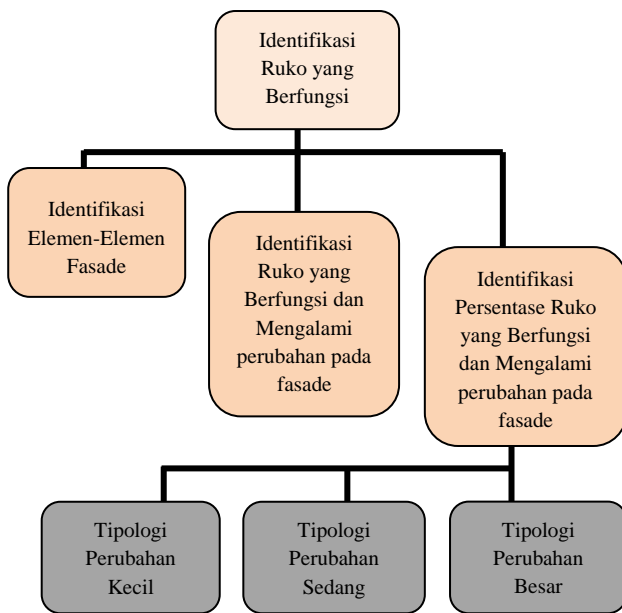 Identifikasi
Ruko yang
Berfungsi
Identifikasi
Elemen-Elemen
Fasade
Identifikasi
Ruko yang
Berfungsi dan
Mengalami
perubahan pada
fasade
Identifikasi
Persentase Ruko
yang Berfungsi
dan Mengalami
perubahan pada
fasade
Tipologi
Perubahan
Kecil
Tipologi
Perubahan
Sedang
Tipologi
Perubahan
Besar